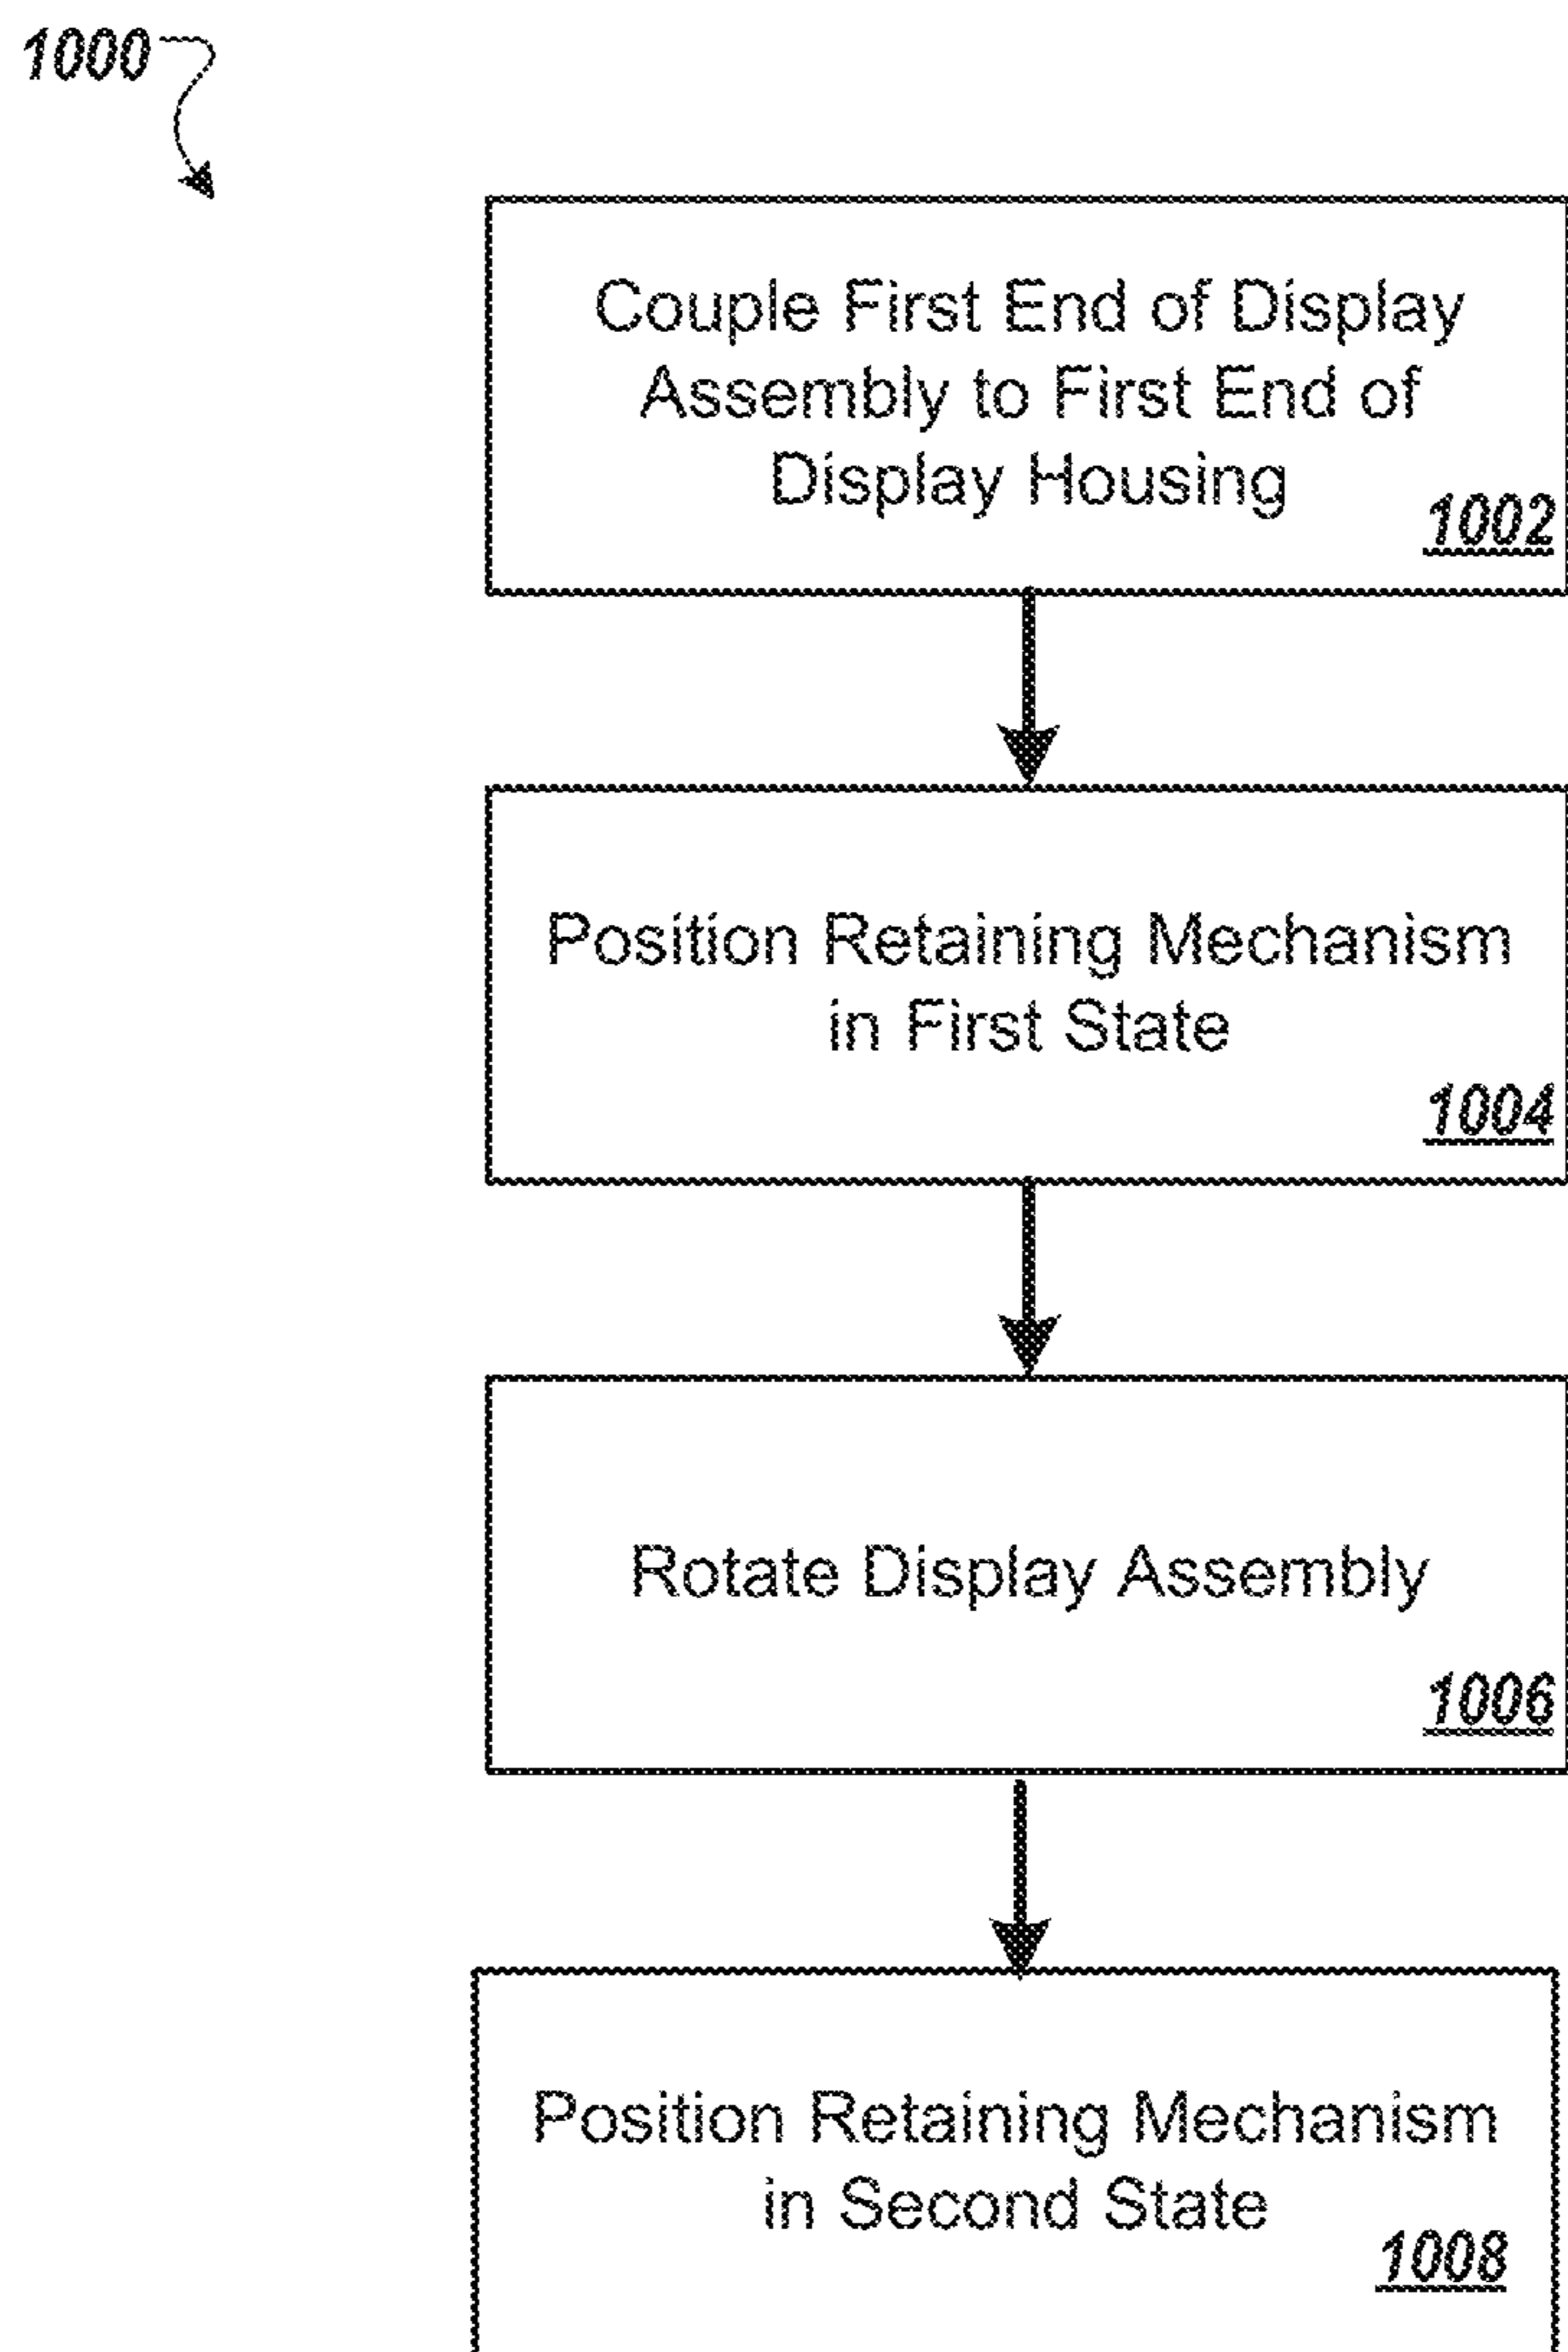 1000
Couple First End of Display
Assembly to First End of
Display Housing
1002
Position Retaining Mechanism
in First State
1004
Rotate Display Assembly
1006
Position Retaining Mechanism
in Second State
1008